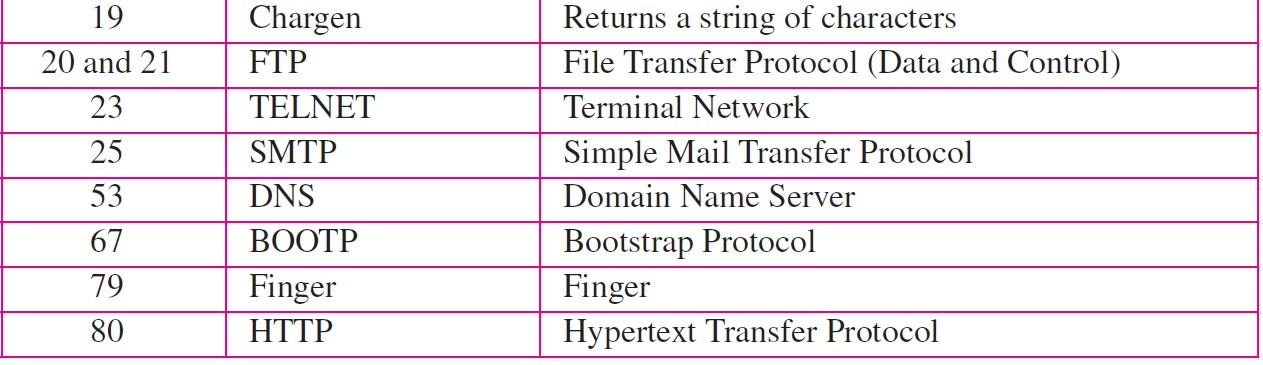 19 Chargen Returns a string of characters
20 and 21 FTP File Transfer Protocol (Data and Control)
23 TELNET Terminal Network
25 SMTP Simple Mail Transfer Protocol
53 DNS Domain Name Server
67 BOOTP Bootstrap Protocol
79 Finger Finger
80 HTTP Hypertext Transfer Protocol